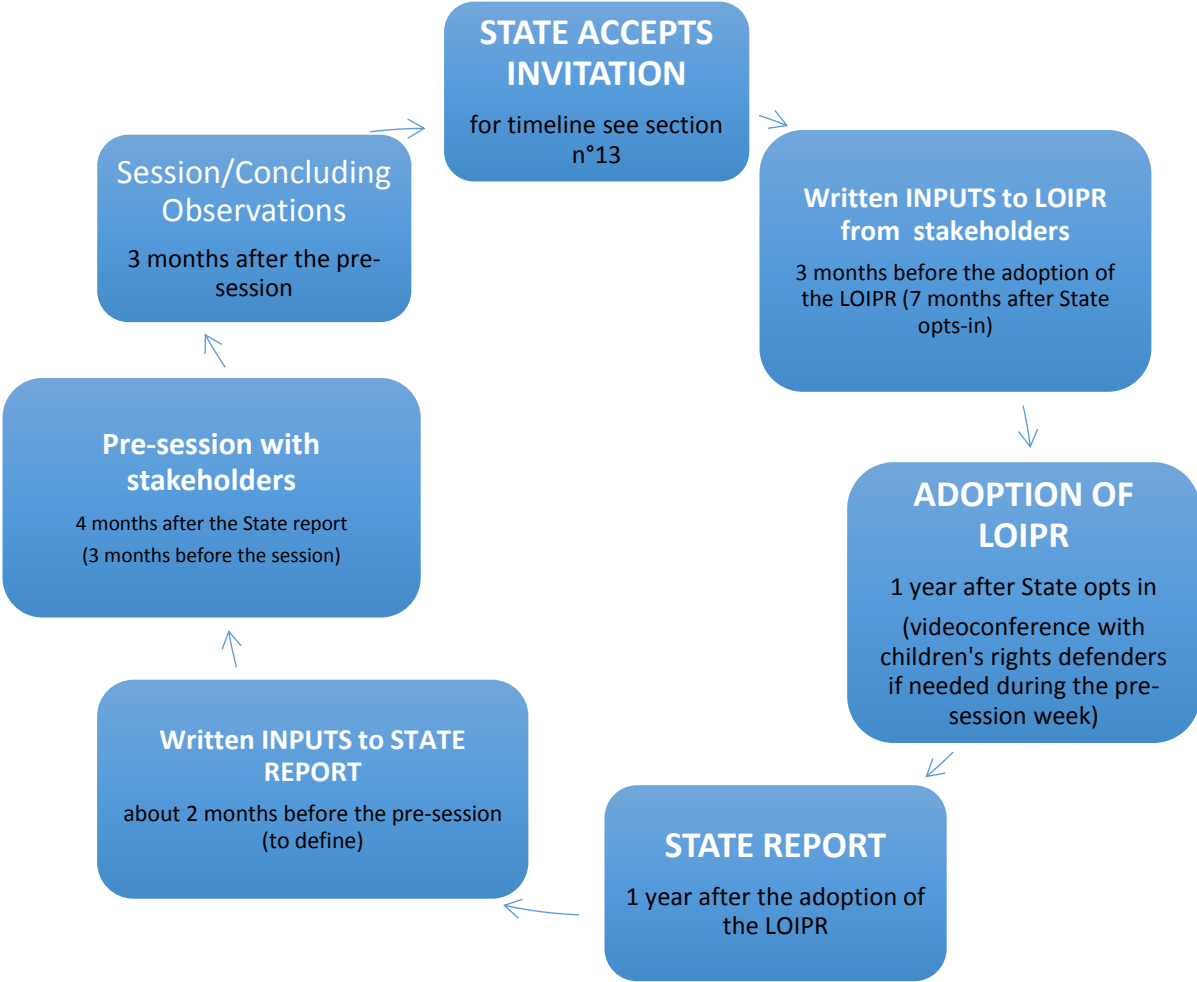 STATE ACCEPTS
INVITATION
for timeline see section
n°13
Written INPUTS to LOIPR
from stakeholders
3 months before the adoption of
the LOIPR (7 months after State
opts-in)
ADOPTION OF
LOIPR
1 year after State opts in
(videoconference with
children's rights defenders
if needed during the pre-
session week)
STATE REPORT
1 year after the adoption of
the LOIPR
Written INPUTS to STATE
REPORT
about 2 months before the pre-session
(to define)
Pre-session with
stakeholders
4 months after the State report
(3 months before the session)
Session/Concluding
Observations
3 months after the pre-
session